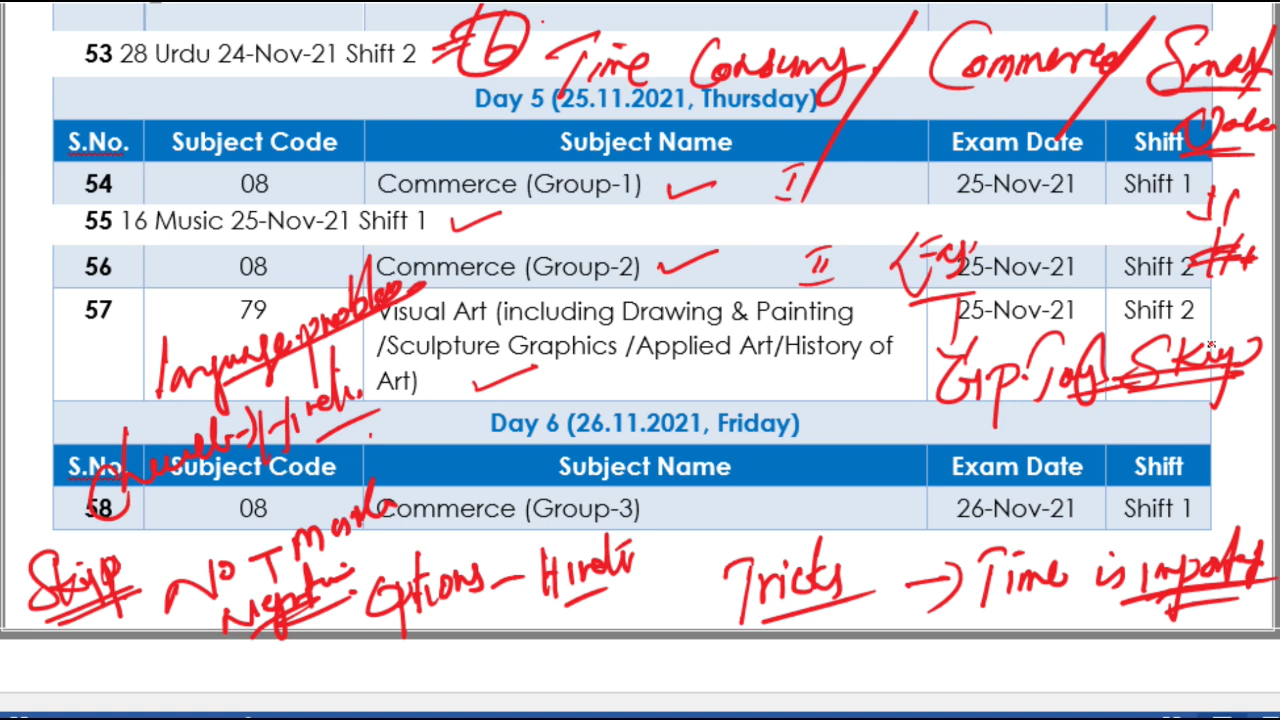 53 28 Urdu 24-Nov-21 Shift 2
Time Consumy. Commerce
Day 5 (25.11.2021, Thursday)
S.No. Subject Code Subject Name Exam Date Shift
54 08 Commerce (Group-1) I 25-Nov-21 Shift 1
55 16 Music 25-Nov-21 Shift 1
56 08 Commerce (Group-2) II 25-Nov-21 Shift 2
57 79 Visual Art (including Drawing & Painting 25-Nov-21 Shift 2
/Sculpture Graphics /Applied Art/History of
Art)
language problem
Skip
Day 6 (26.11.2021, Friday)
S.No. Subject Code Subject Name Exam Date Shift
58 08 Commerce (Group-3) 26-Nov-21 Shift 1
Skip No Mark options - Hindi Tricks → Time is